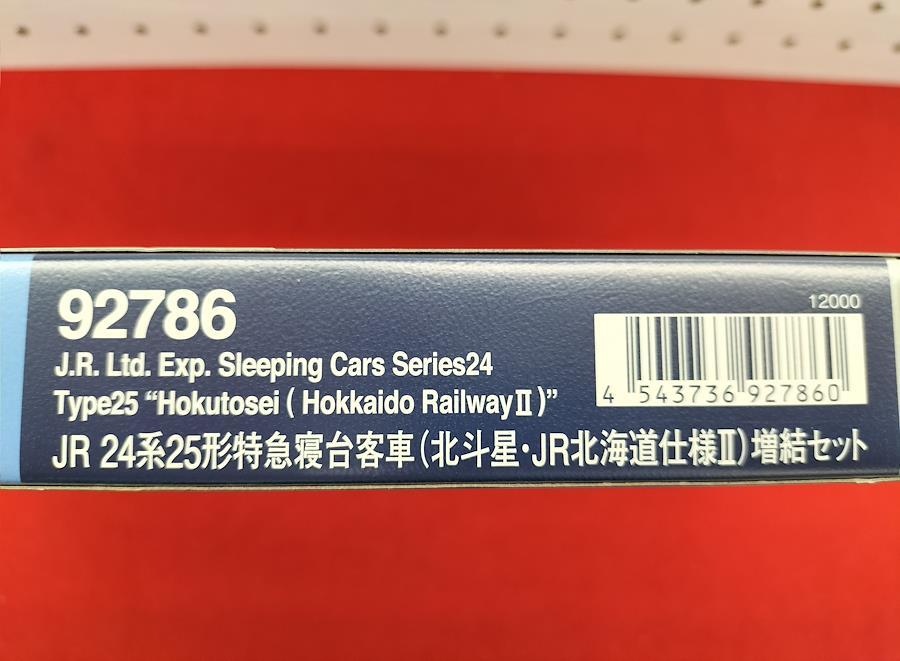 92786
12000
J.R. Ltd. Exp. Sleeping Cars Series24
Type25 “Hokutosei ( Hokkaido RailwayⅡ)”
4 543736 927860
JR 24系25形特急寝台客車(北斗星・JR北海道仕様Ⅱ)増結セット